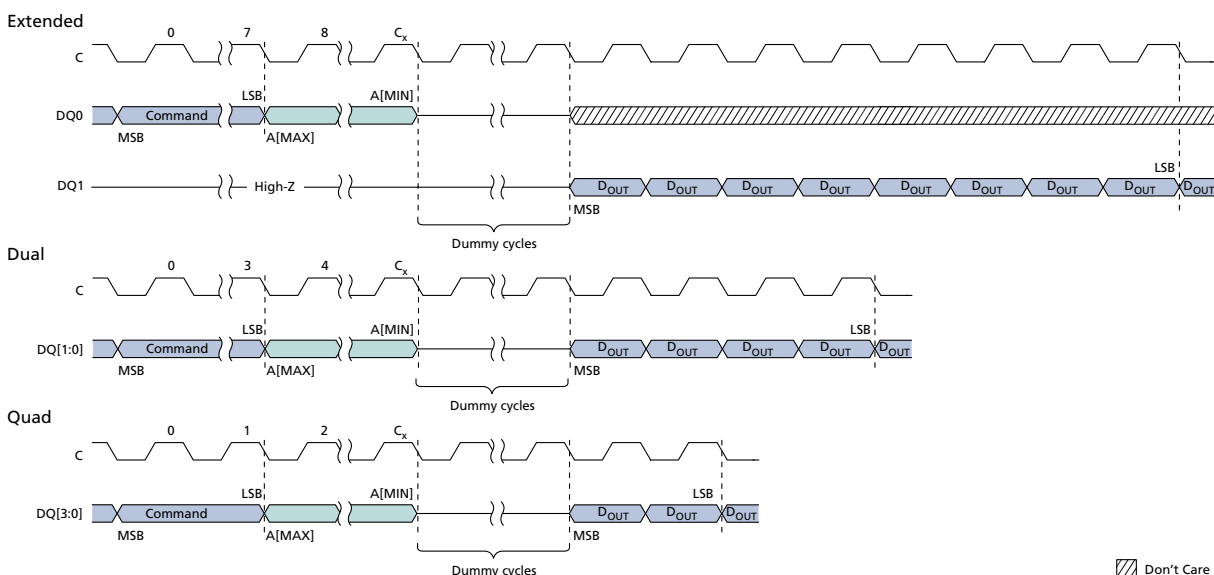 Extended
0 7 8 Cx
C
LSB A[MIN]
DQ0 Command
MSB A[MAX]
LSB
DQ1 High-Z DOUT DOUT DOUT DOUT DOUT DOUT DOUT DOUT DOUT
MSB
Dummy cycles
Dual
0 3 4 Cx
C
LSB A[MIN] LSB
DQ[1:0] Command DOUT DOUT DOUT DOUT DOUT
MSB A[MAX] MSB
Dummy cycles
Quad
0 1 2 Cx
C
LSB A[MIN] LSB
DQ[3:0] Command DOUT DOUT DOUT
MSB A[MAX] MSB
Dummy cycles
Don't Care